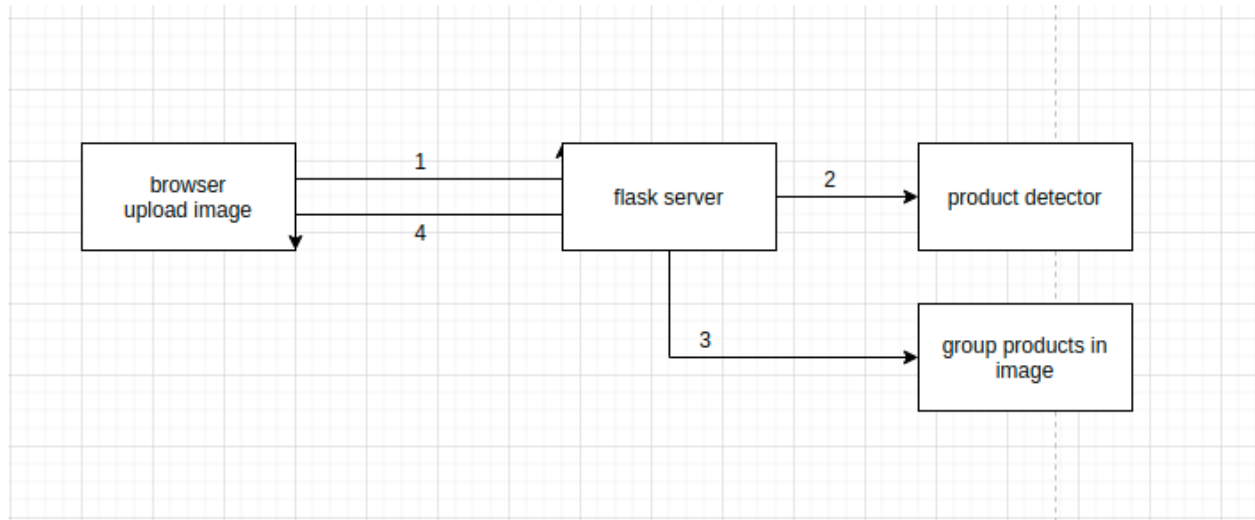 browser
upload image
1
4
flask server
2
product detector
3
group products in
image